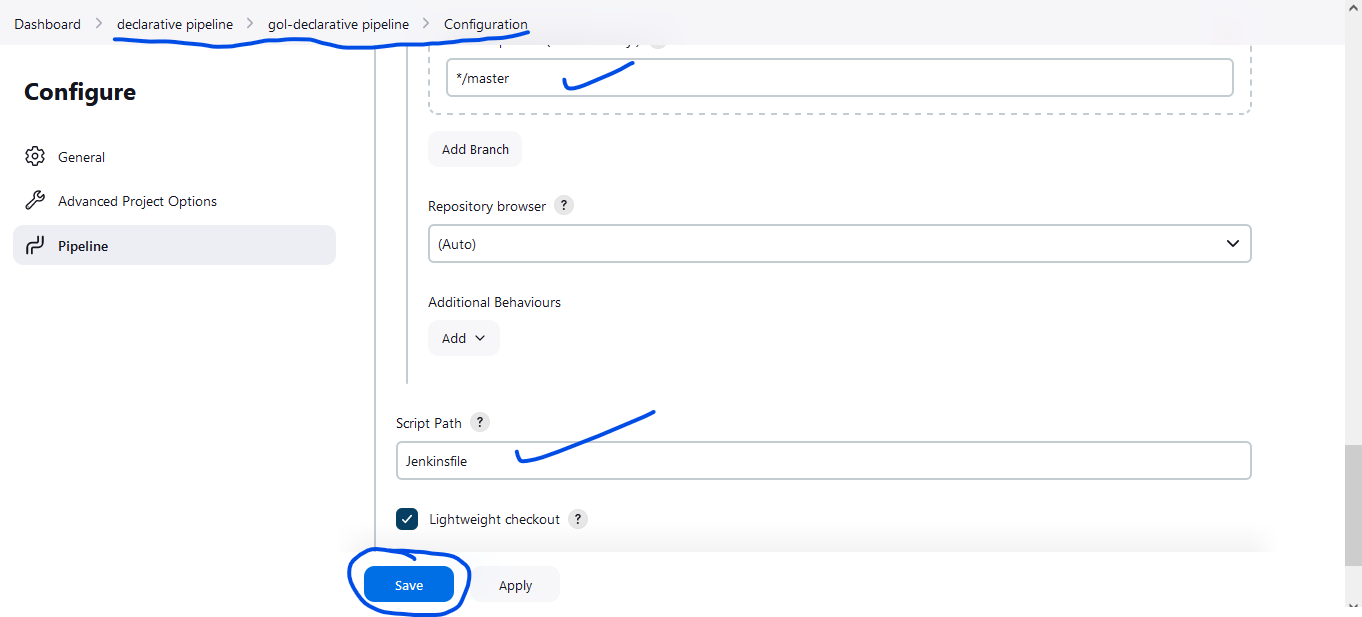 Dashboard > declarative pipeline > gol-declarative pipeline > Configuration
Configure
General
Advanced Project Options
Pipeline
*/master
Add Branch
Repository browser ?
(Auto)
Additional Behaviours
Add
Script Path ?
Jenkinsfile
Lightweight checkout ?
Save
Apply